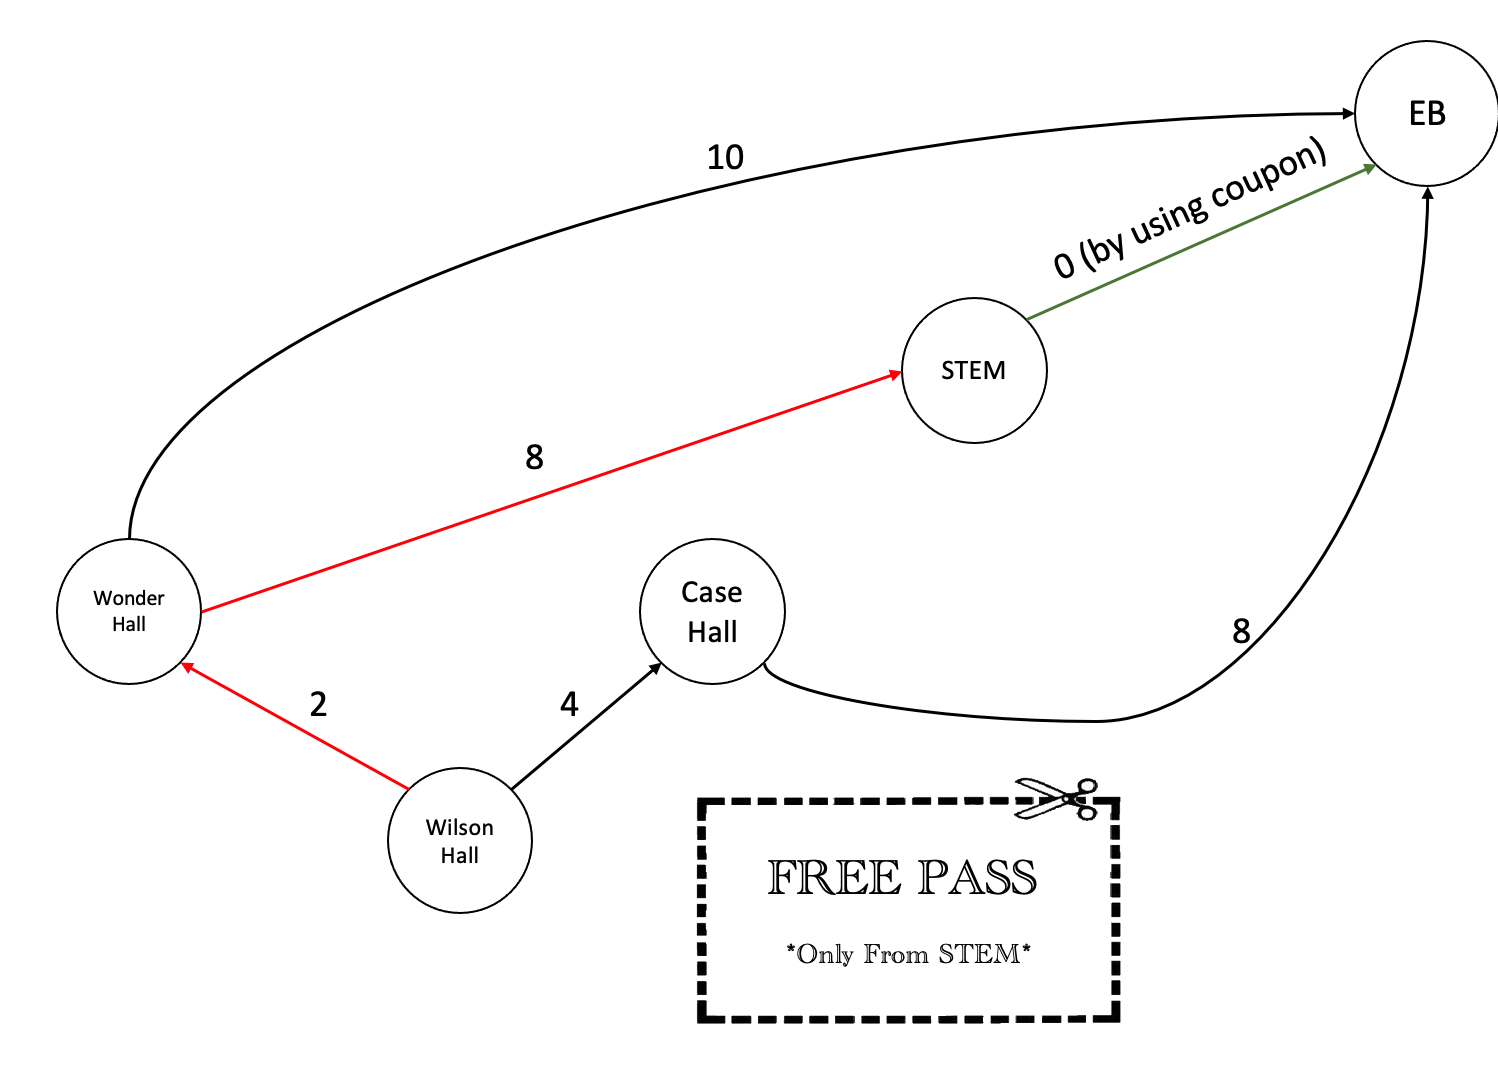 EB
10
0 (by using coupon)
STEM
8
Wonder
Hall
Case
Hall
8
2
4
Wilson
Hall
FREE PASS
*Only From STEM*